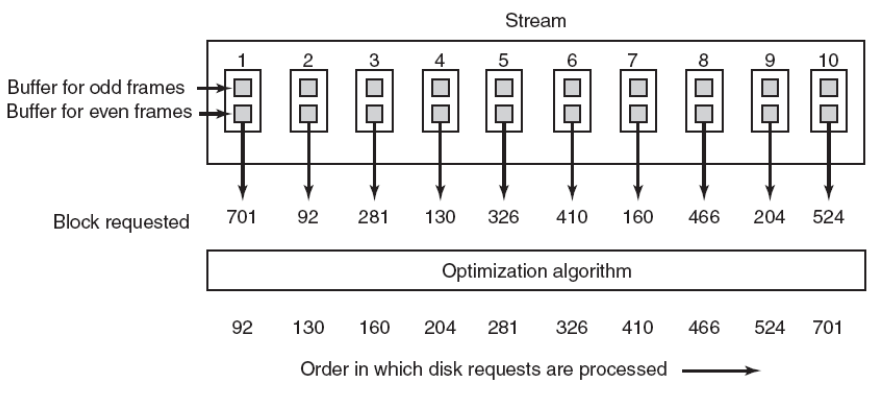 Stream
1 2 3 4 5 6 7 8 9 10
Buffer for odd frames
Buffer for even frames
Block requested 701 92 281 130 326 410 160 466 204 524
Optimization algorithm
92 130 160 204 281 326 410 466 524 701
Order in which disk requests are processed